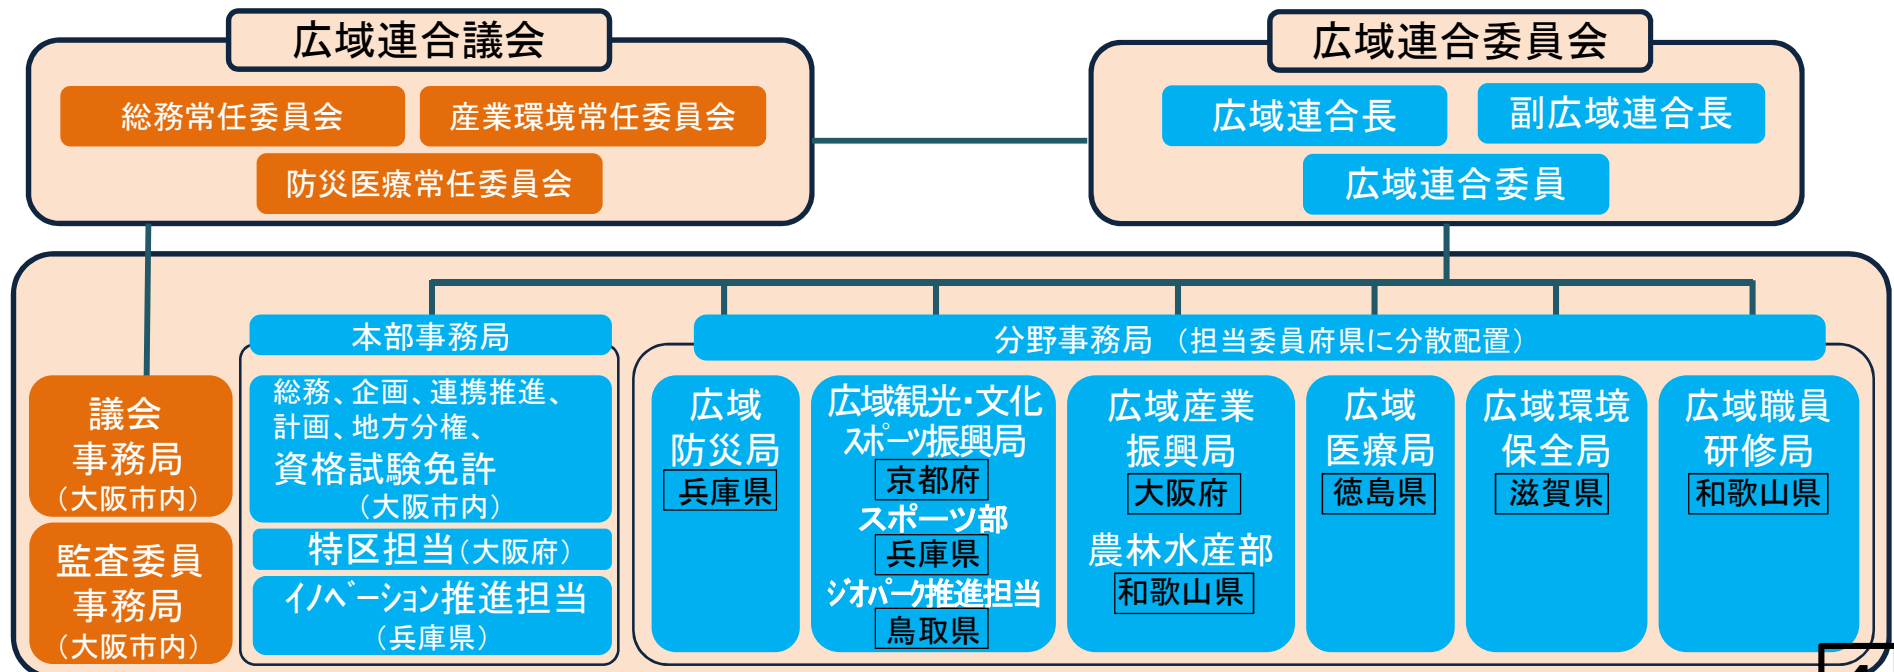 広域連合議会
総務常任委員会
産業環境常任委員会
防災医療常任委員会
広域連合委員会
広域連合長
副広域連合長
広域連合委員
議会
事務局
（大阪市内）
監査委員
事務局
（大阪市内）
本部事務局
総務、企画、連携推進、
計画、地方分権、
資格試験免許
（大阪市内）
特区担当（大阪府）
イノベーション推進担当
（兵庫県）
分野事務局 （担当委員府県に分散配置）
広域
防災局
兵庫県
広域観光・文化
スポーツ振興局
京都府
スポーツ部
兵庫県
ジオパーク推進担当
鳥取県
広域産業
振興局
大阪府
農林水産部
和歌山県
広域
医療局
徳島県
広域環境
保全局
滋賀県
広域職員
研修局
和歌山県